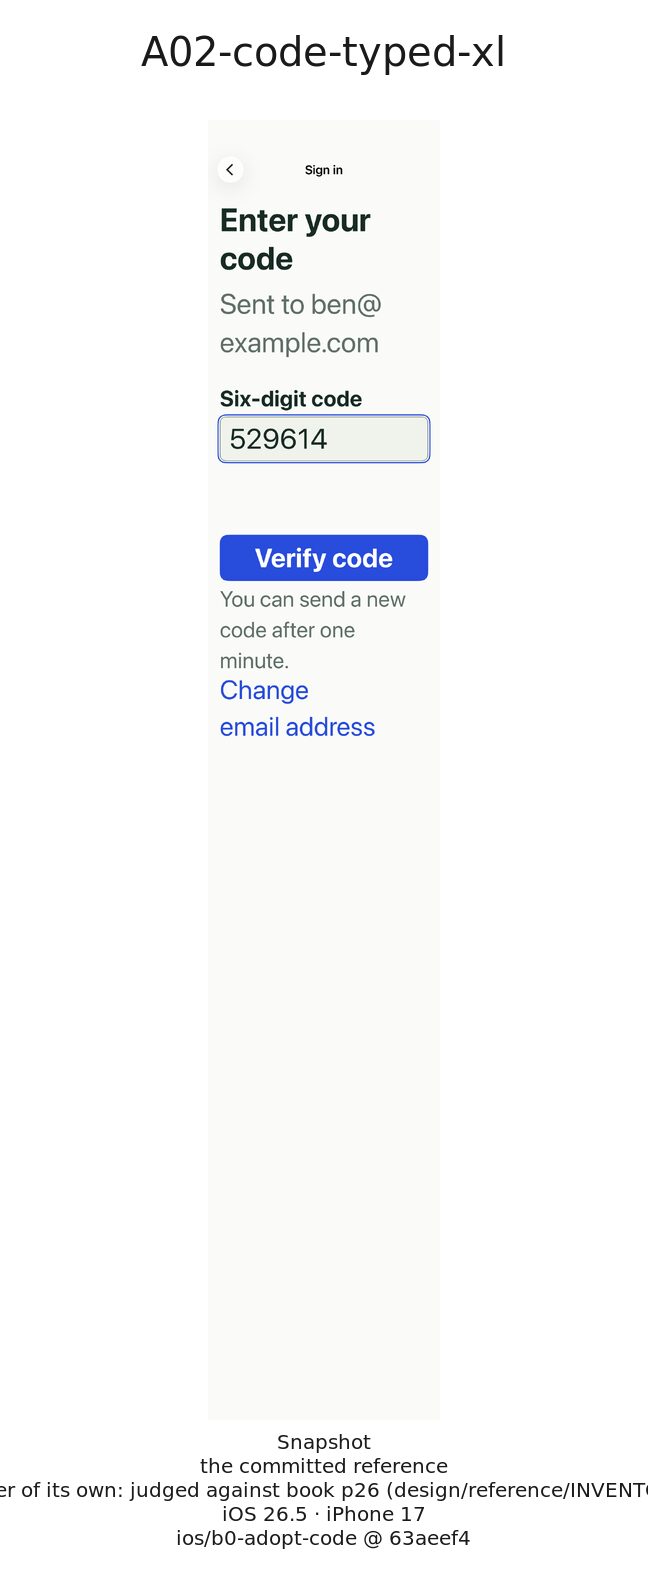 A02-code-typed-xl
Sign in
Enter your
code
Sent to ben@
example.com
Six-digit code
529614
Verify code
You can send a new
code after one
minute.
Change
email address
Snapshot
the committed reference
of its own: judged against book p26 (design/reference/
iOS 26.5 · iPhone 17
ios/b0-adopt-code @ 63aeef4